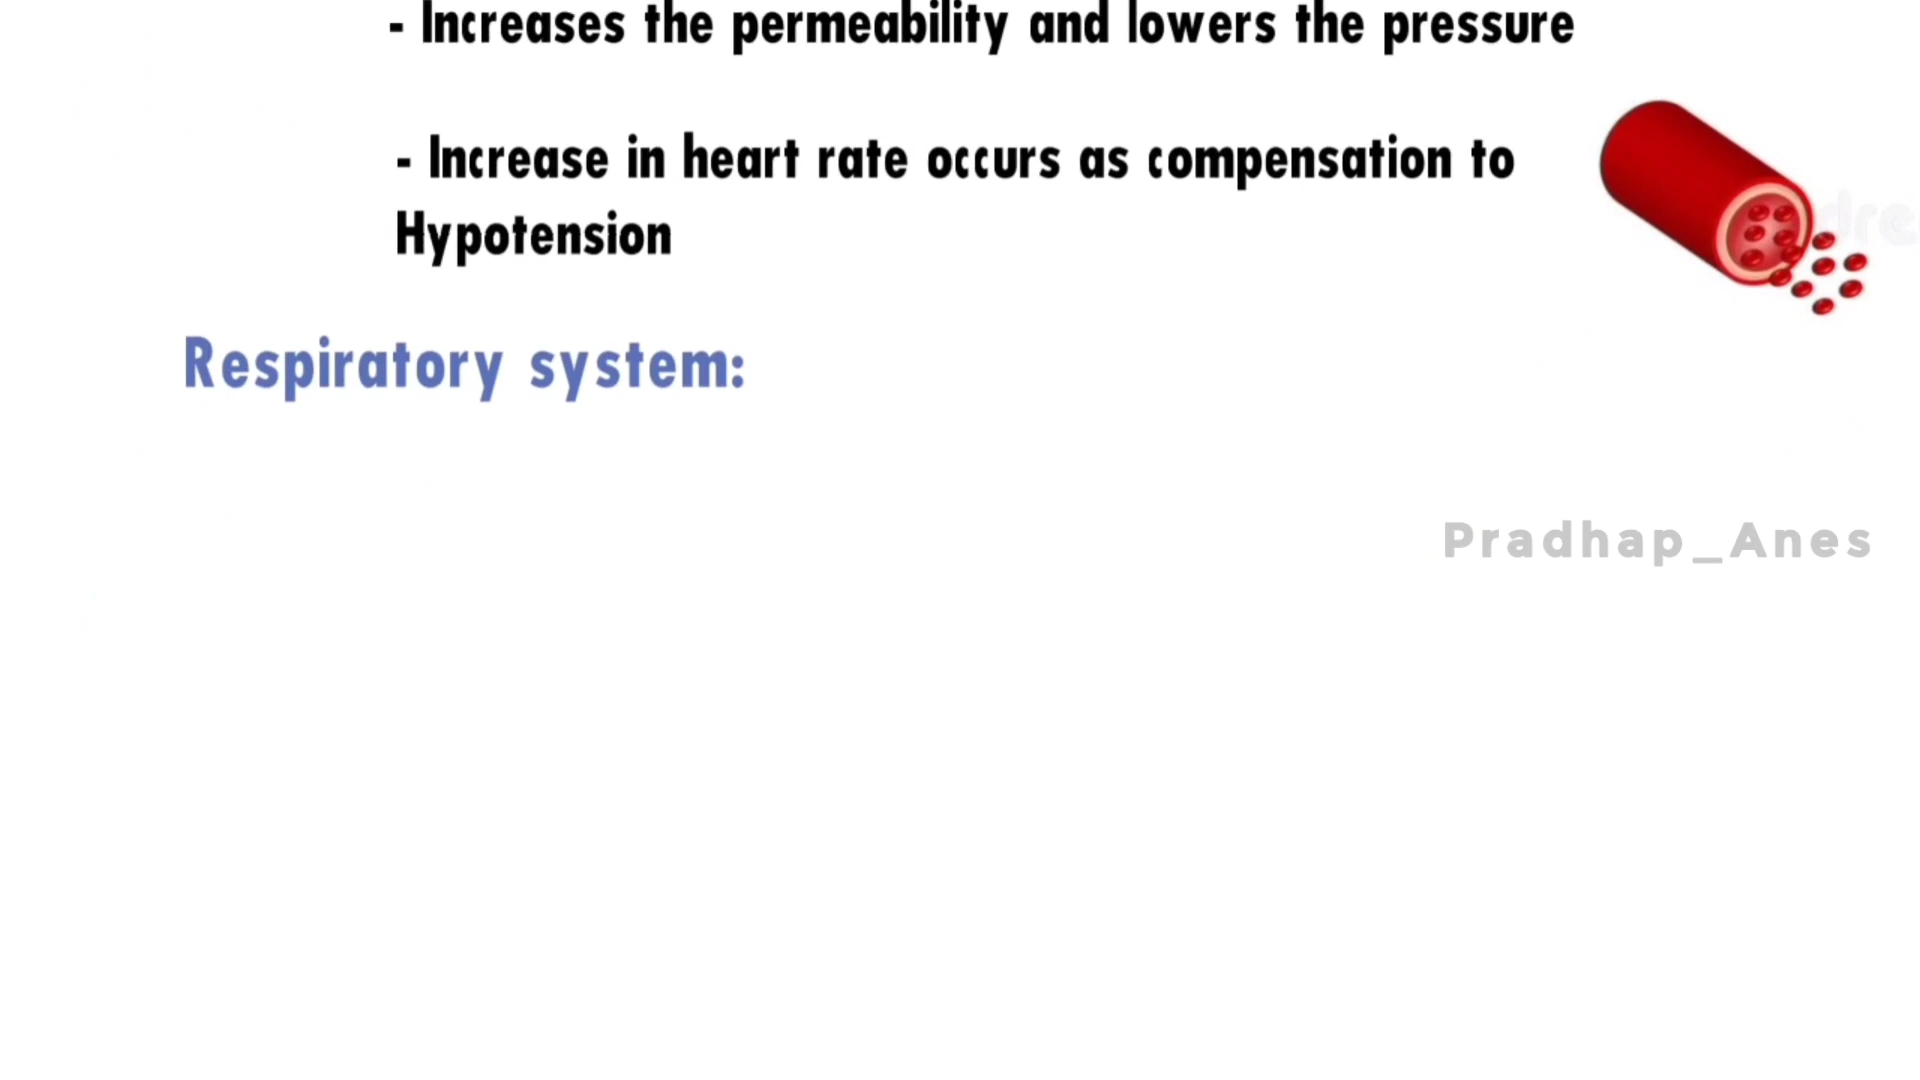 - Increases the permeability and lowers the pressure
- Increase in heart rate occurs as compensation to
Hypotension
Respiratory system:
Pradhap_Anes